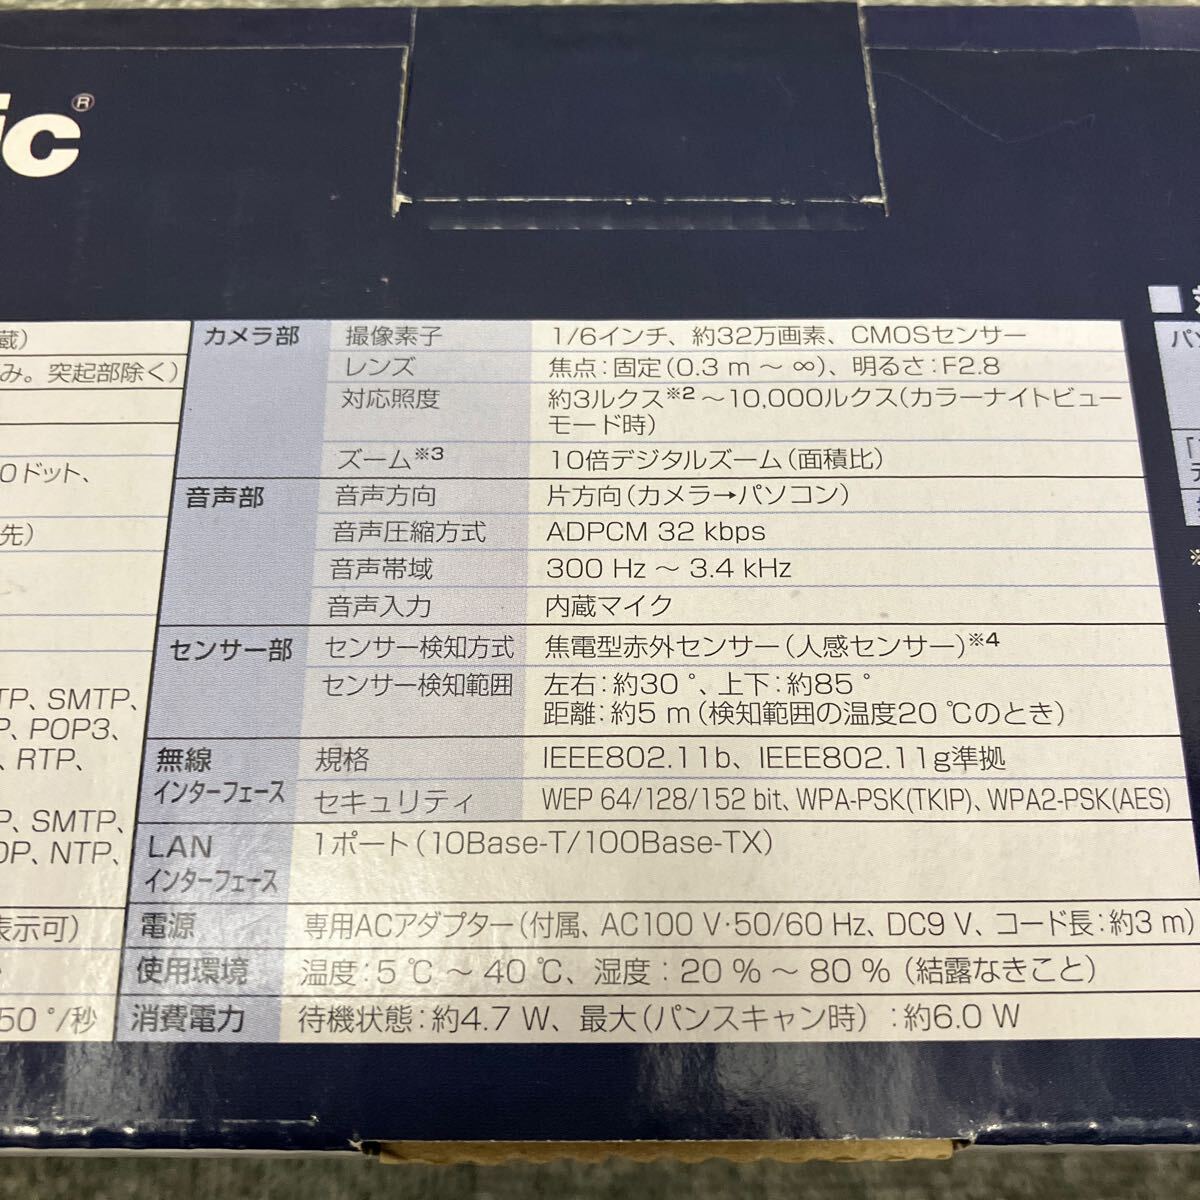 ic®
蔵)
み。突起部除く)
0ドット、
先)
TP、SMTP、
P、POP3、
、RTP、
P、SMTP、
OP、NTP、
表示可)
50 °/秒
カメラ部 撮像素子 1/6インチ、約32万画素、CMOSセンサー
レンズ 焦点:固定(0.3 m ～ ∞)、明るさ:F2.8
対応照度 約3ルクス※2～10,000ルクス(カラーナイトビュー
モード時)
ズーム※3 10倍デジタルズーム(面積比)
音声部 音声方向 片方向(カメラ→パソコン)
音声圧縮方式 ADPCM 32 kbps
音声帯域 300 Hz ～ 3.4 kHz
音声入力 内蔵マイク
センサー部 センサー検知方式 焦電型赤外センサー(人感センサー)※4
センサー検知範囲 左右:約30 °、上下:約85 °
距離:約5 m(検知範囲の温度20 ℃のとき)
無線
インターフェース
規格 IEEE802.11b、IEEE802.11g準拠
セキュリティ WEP 64/128/152 bit、WPA-PSK(TKIP)、WPA2-PSK(AES)
LAN
インターフェース
1ポート(10Base-T/100Base-TX)
電源 専用ACアダプター(付属、AC100 V･50/60 Hz、DC9 V、コード長:約3 m)
使用環境 温度:5 ℃ ～ 40 ℃、湿度:20 % ～ 80 % (結露なきこと)
消費電力 待機状態:約4.7 W、最大(パンスキャン時):約6.0 W
パソ